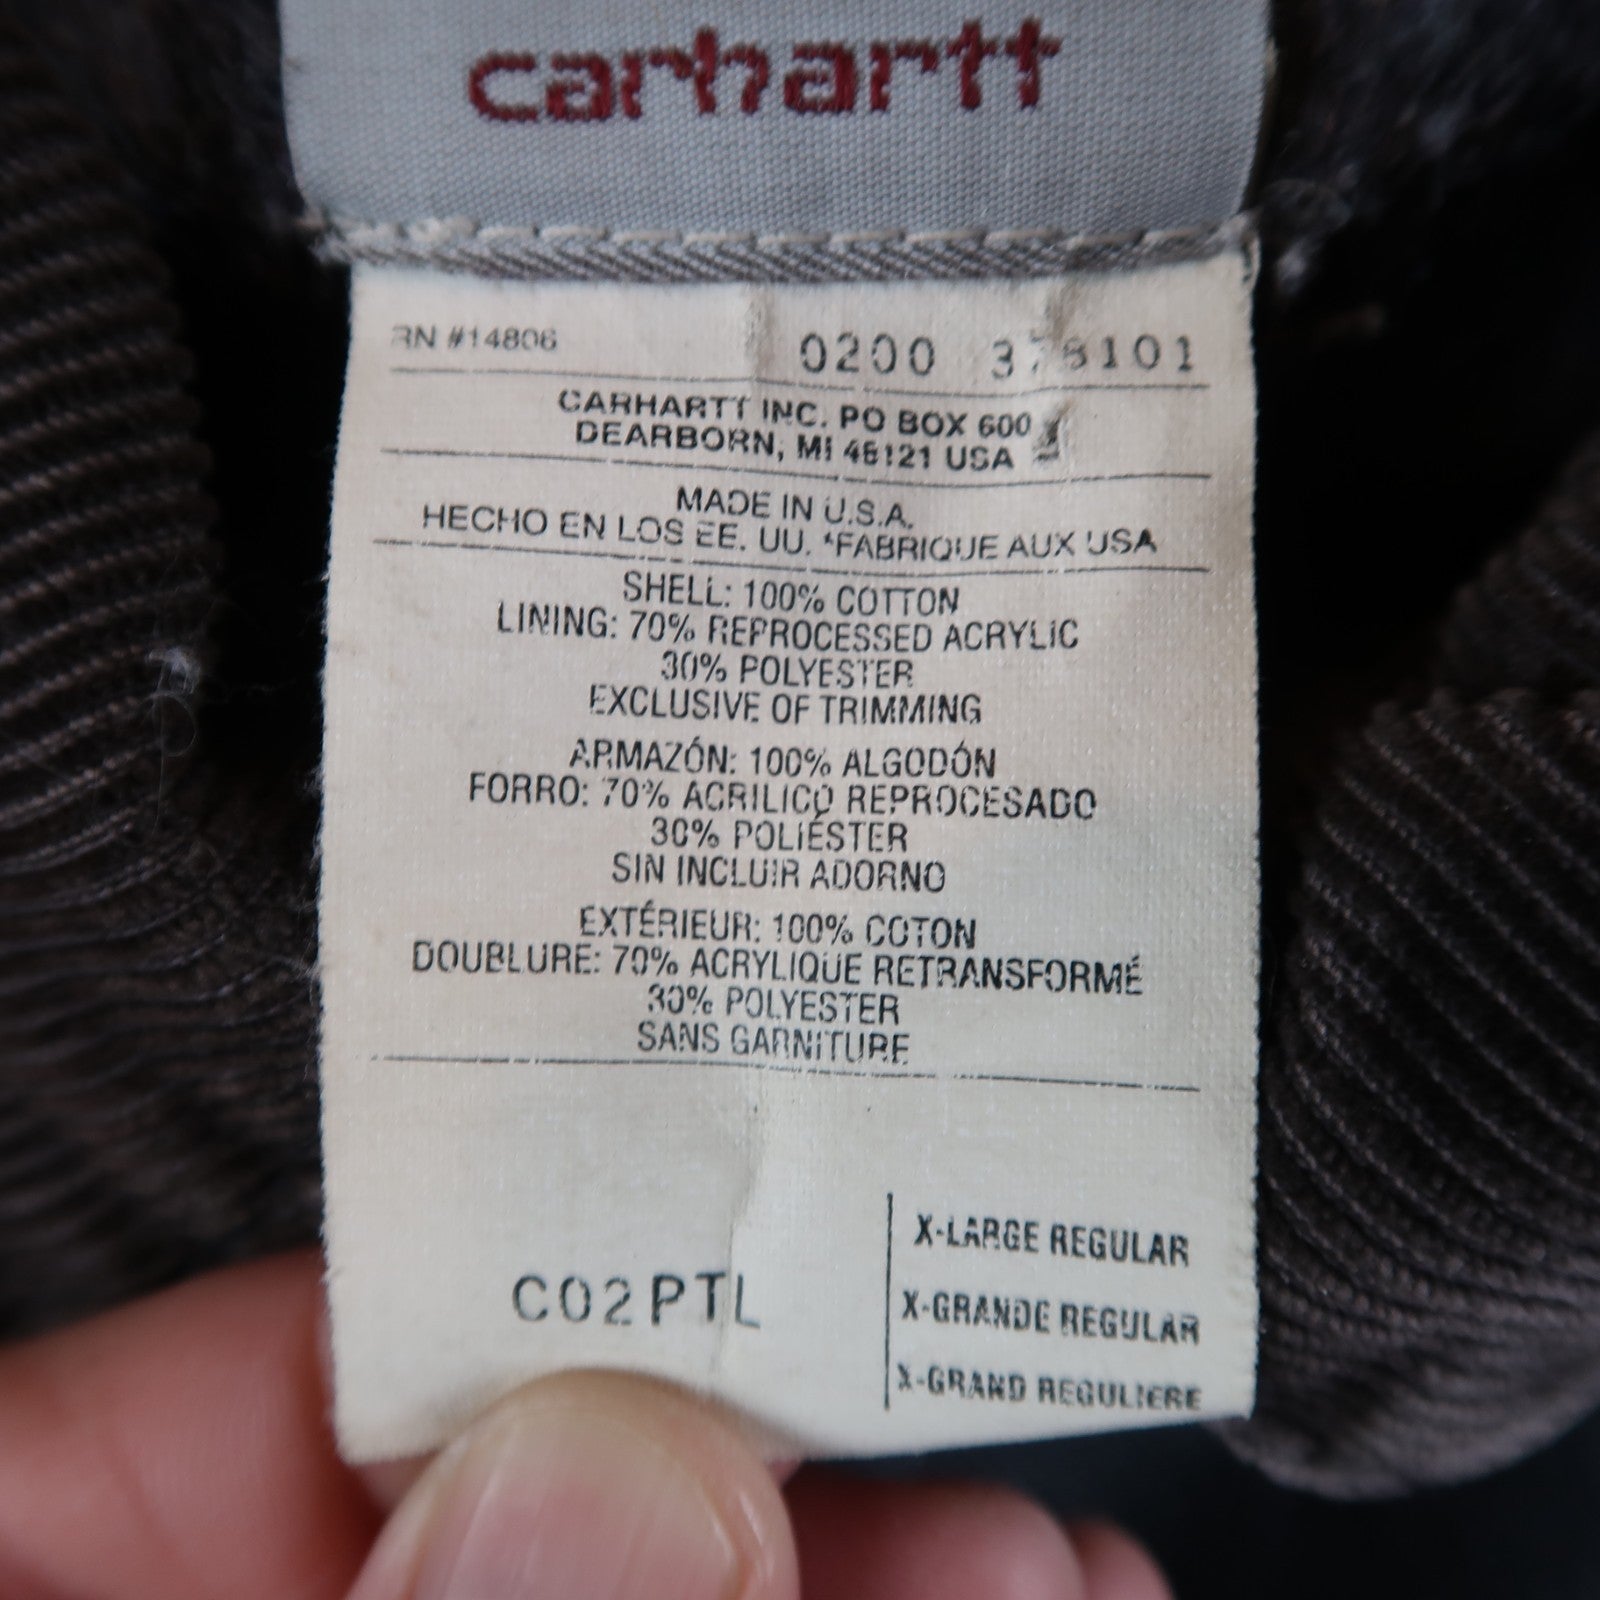 carhartt
RN #14806
0200
CARHARTT INC. PO BOX 600
DEARBORN, MI 48121 USA
MADE IN U.S.A.
HECHO EN LOS EE. UU. *FABRIQUE AUX USA
SHELL: 100% COTTON
LINING: 70% REPROCESSED ACRYLIC
30% POLYESTER
EXCLUSIVE OF TRIMMING
ARMAZÓN: 100% ALGODÓN
FORRO: 70% ACRILICO REPROCESADO
30% POLIÉSTER
SIN INCLUIR ADORNO
EXTÉRIEUR: 100% COTON
DOUBLURE: 70% ACRYLIQUE RETRANSFORMÉ
30% POLYESTER
SANS GARNITURE
C02PTL
X-LARGE REGULAR
X-GRANDE REGULAR
X-GRAND REGULIERE